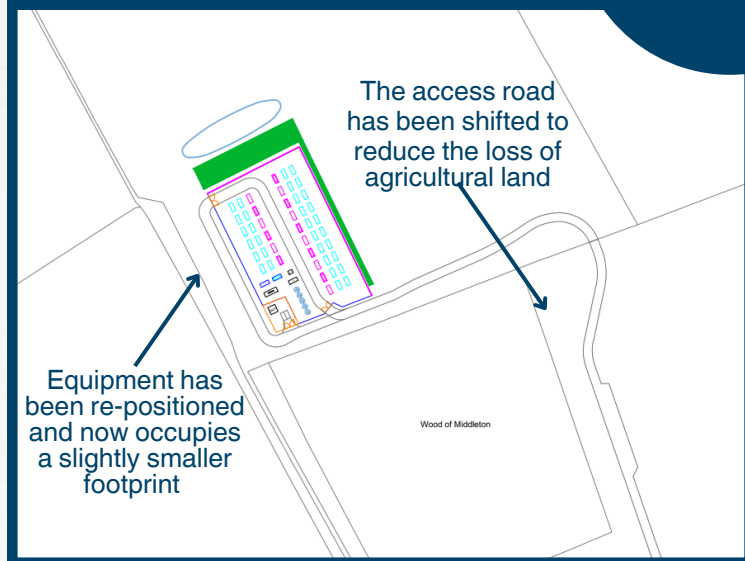 The access road
has been shifted to
reduce the loss of
agricultural land
Equipment has
been re-positioned
and now occupies
a slightly smaller
footprint
Wood of Middleton